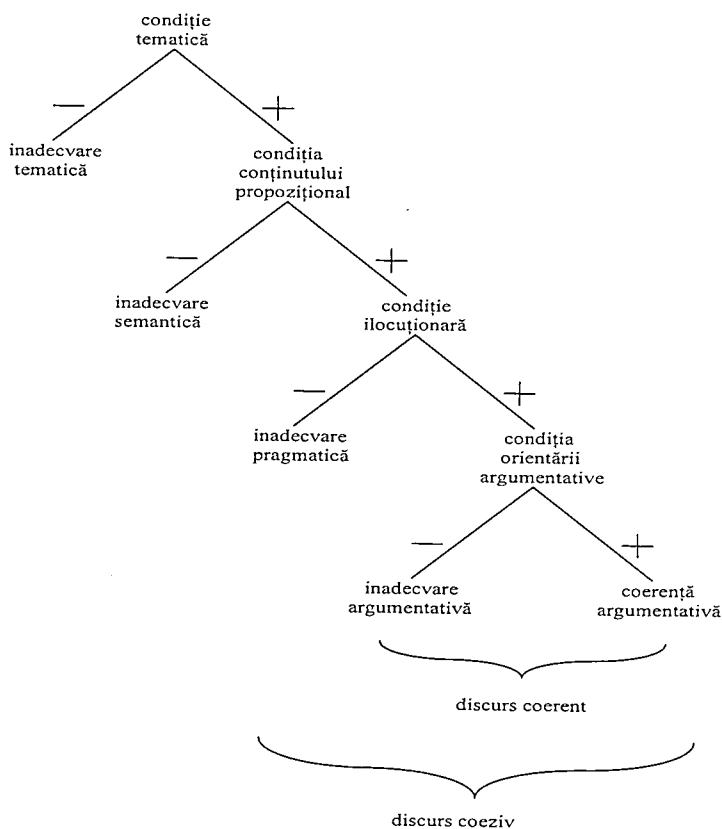 condiție
tematică
— +
inadecvare
tematică
condiția
conținutului
propozițional
— +
inadecvare
semantică
condiție
ilocuționară
— +
inadecvare
pragmatică
condiția
orientării
argumentative
— +
inadecvare
argumentativă
coerență
argumentativă
discurs coerent
discurs coeziv